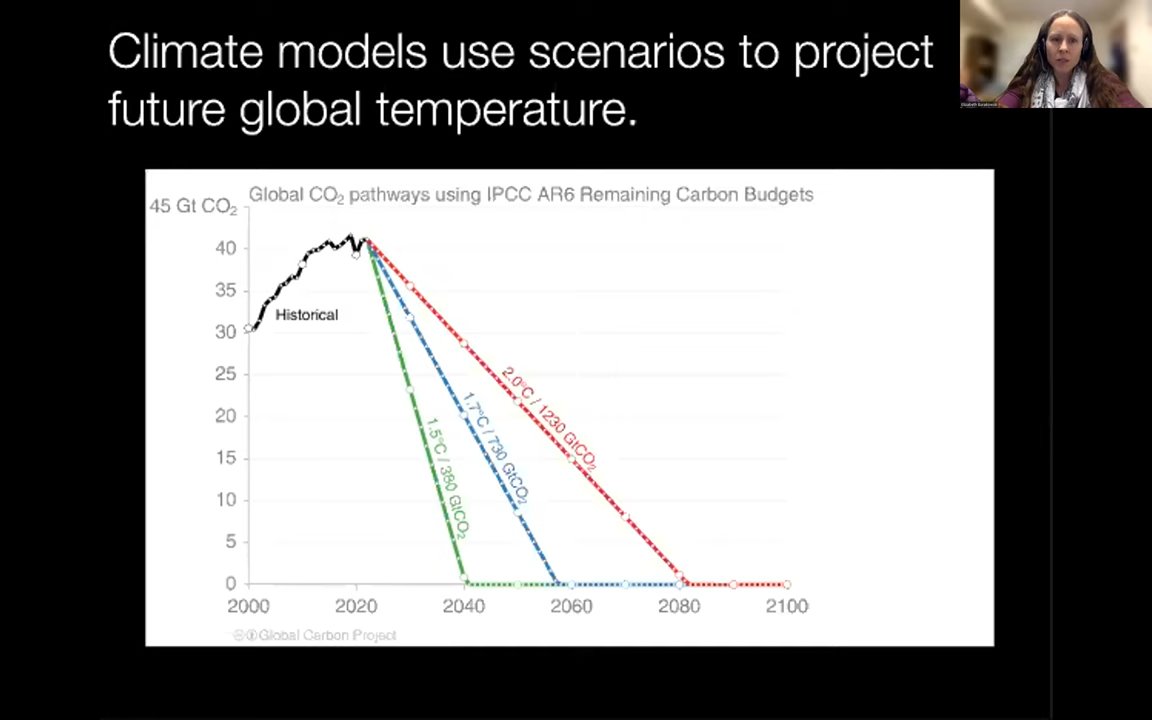 Climate models use scenarios to project
future global temperature.
Global CO₂ pathways using IPCC AR6 Remaining Carbon Budgets
45 Gt CO₂
40
35
30
25
20
15
10
5
0
Historical
1.5°C / 380 GtCO₂
1.7°C / 730 GtCO₂
2.0°C / 1230 GtCO₂
2000 2020 2040 2060 2080 2100
Global Carbon Project